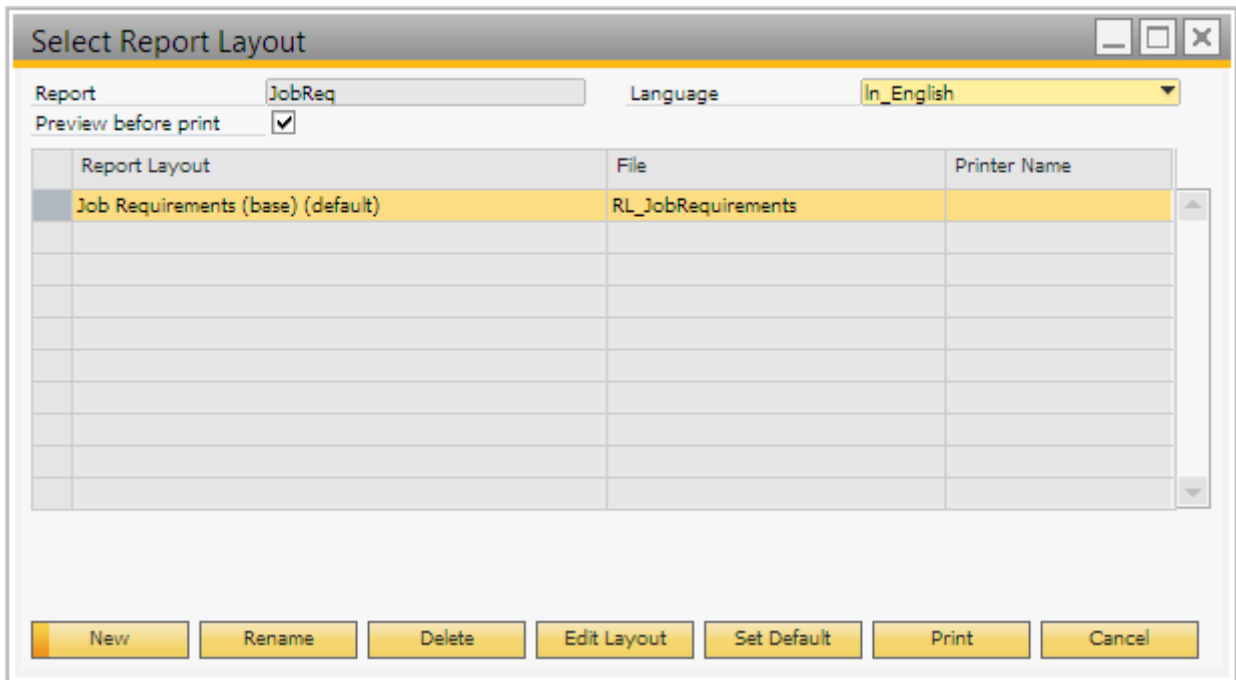 Select Report Layout
Report JobReq Language ln_English
Preview before print
Report Layout File Printer Name
Job Requirements (base) (default) RL_JobRequirements
New Rename Delete Edit Layout Set Default Print Cancel